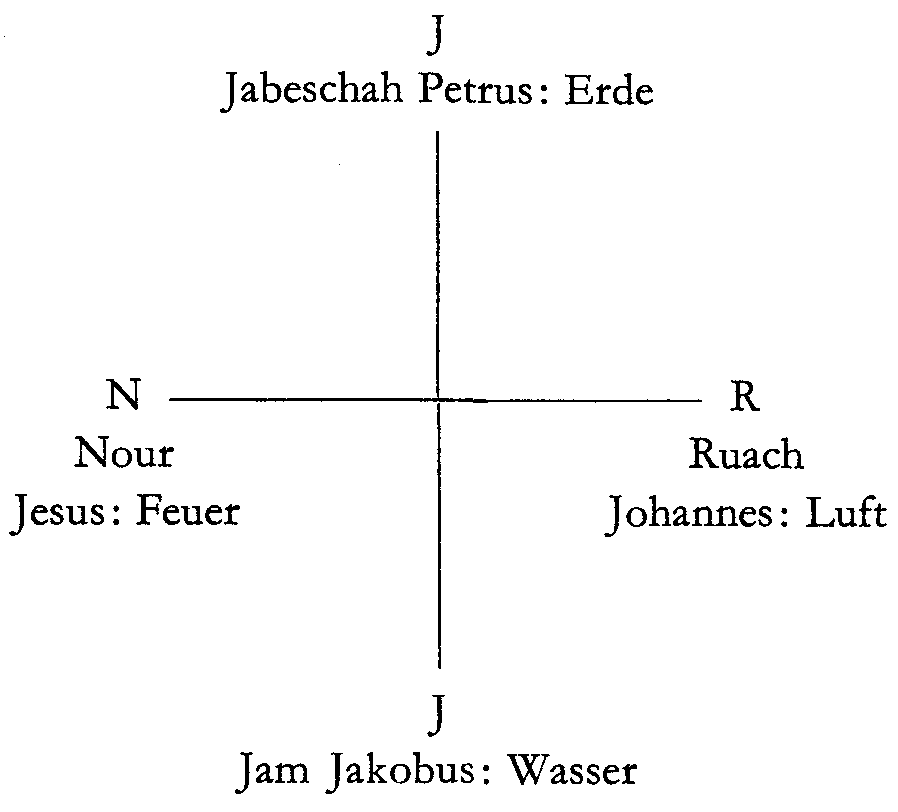 J
Jabeschah Petrus: Erde
N
R
Nour
Ruach
Jesus: Feuer
Johannes: Luft
J
Jam Jakobus: Wasser